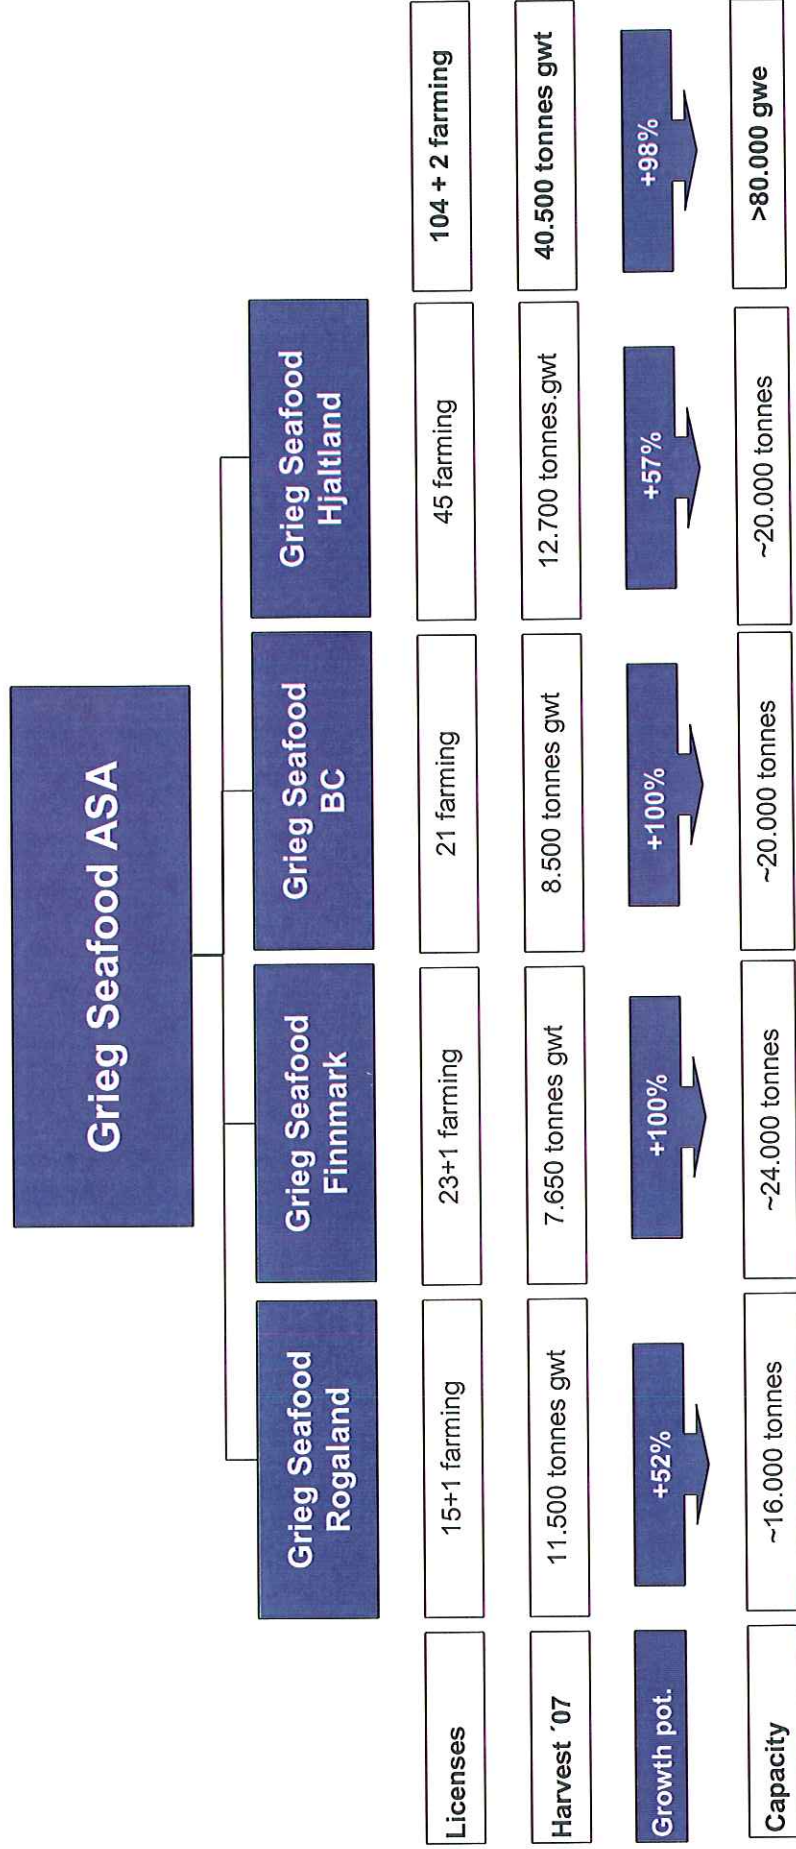 Grieg Seafood ASA
Grieg Seafood
Rogaland
Grieg Seafood
Finnmark
Grieg Seafood
BC
Grieg Seafood
Hjaltland
Licenses
15+1 farming
23+1 farming
21 farming
45 farming
104 + 2 farming
Harvest ´07
11.500 tonnes gwt
7.650 tonnes gwt
8.500 tonnes gwt
12.700 tonnes.gwt
40.500 tonnes gwt
Growth pot.
+52%
+100%
+100%
+57%
+98%
Capacity
~16.000 tonnes
~24.000 tonnes
~20.000 tonnes
~20.000 tonnes
>80.000 gwe